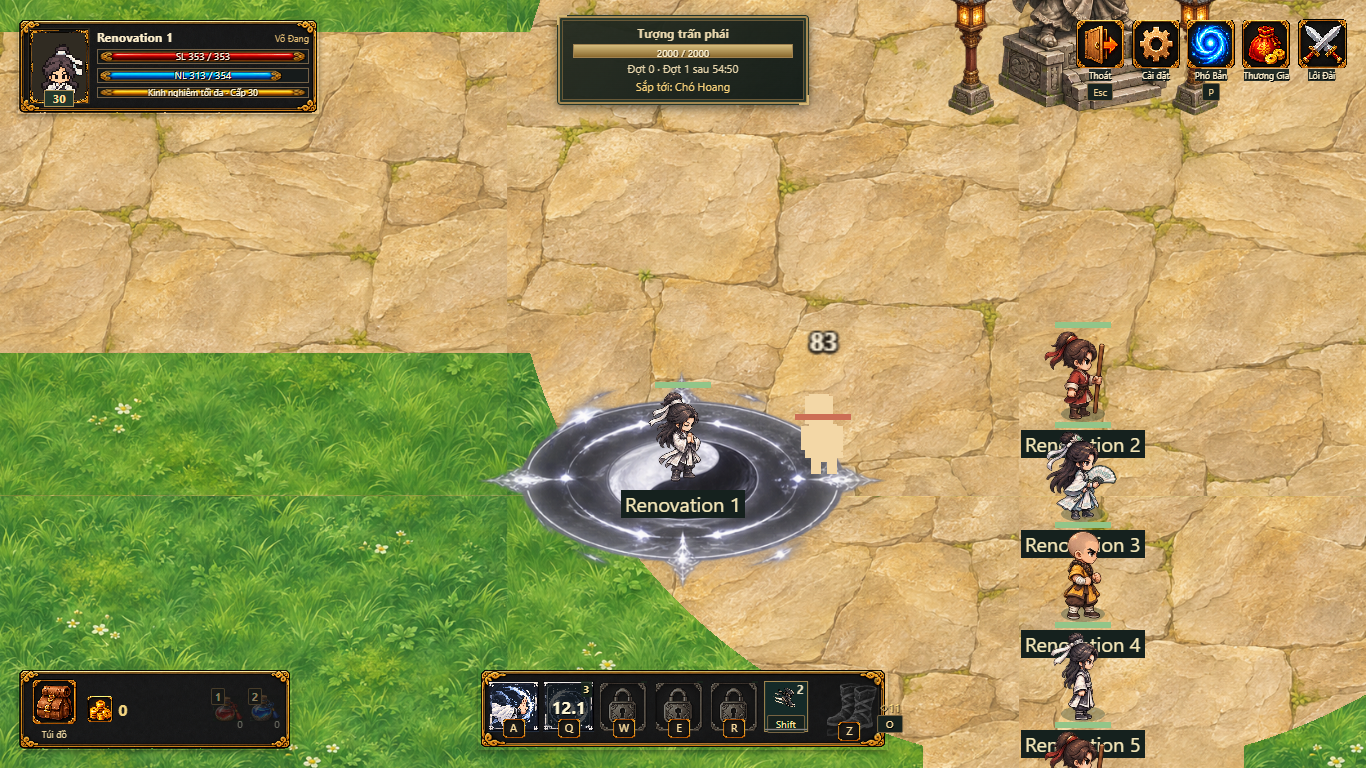 Renovation 1
Võ Đang
SL 353 / 353
NL 313 / 354
Kinh nghiệm tối đa - Cấp 30
30
Tượng trấn phái
2000 / 2000
Đợt 0 · Đợt 1 sau 54:50
Sắp tới: Chó Hoang
Thoát
Cài đặt
Phó Bản
Thương Gia
Lôi Đài
Esc
P
83
Renovation 1
Renovation 2
Renovation 3
Renovation 4
Renovation 5
Túi đồ
0
1
0
2
0
A
3
12.1
Q
W
E
R
2
Shift
Z
O